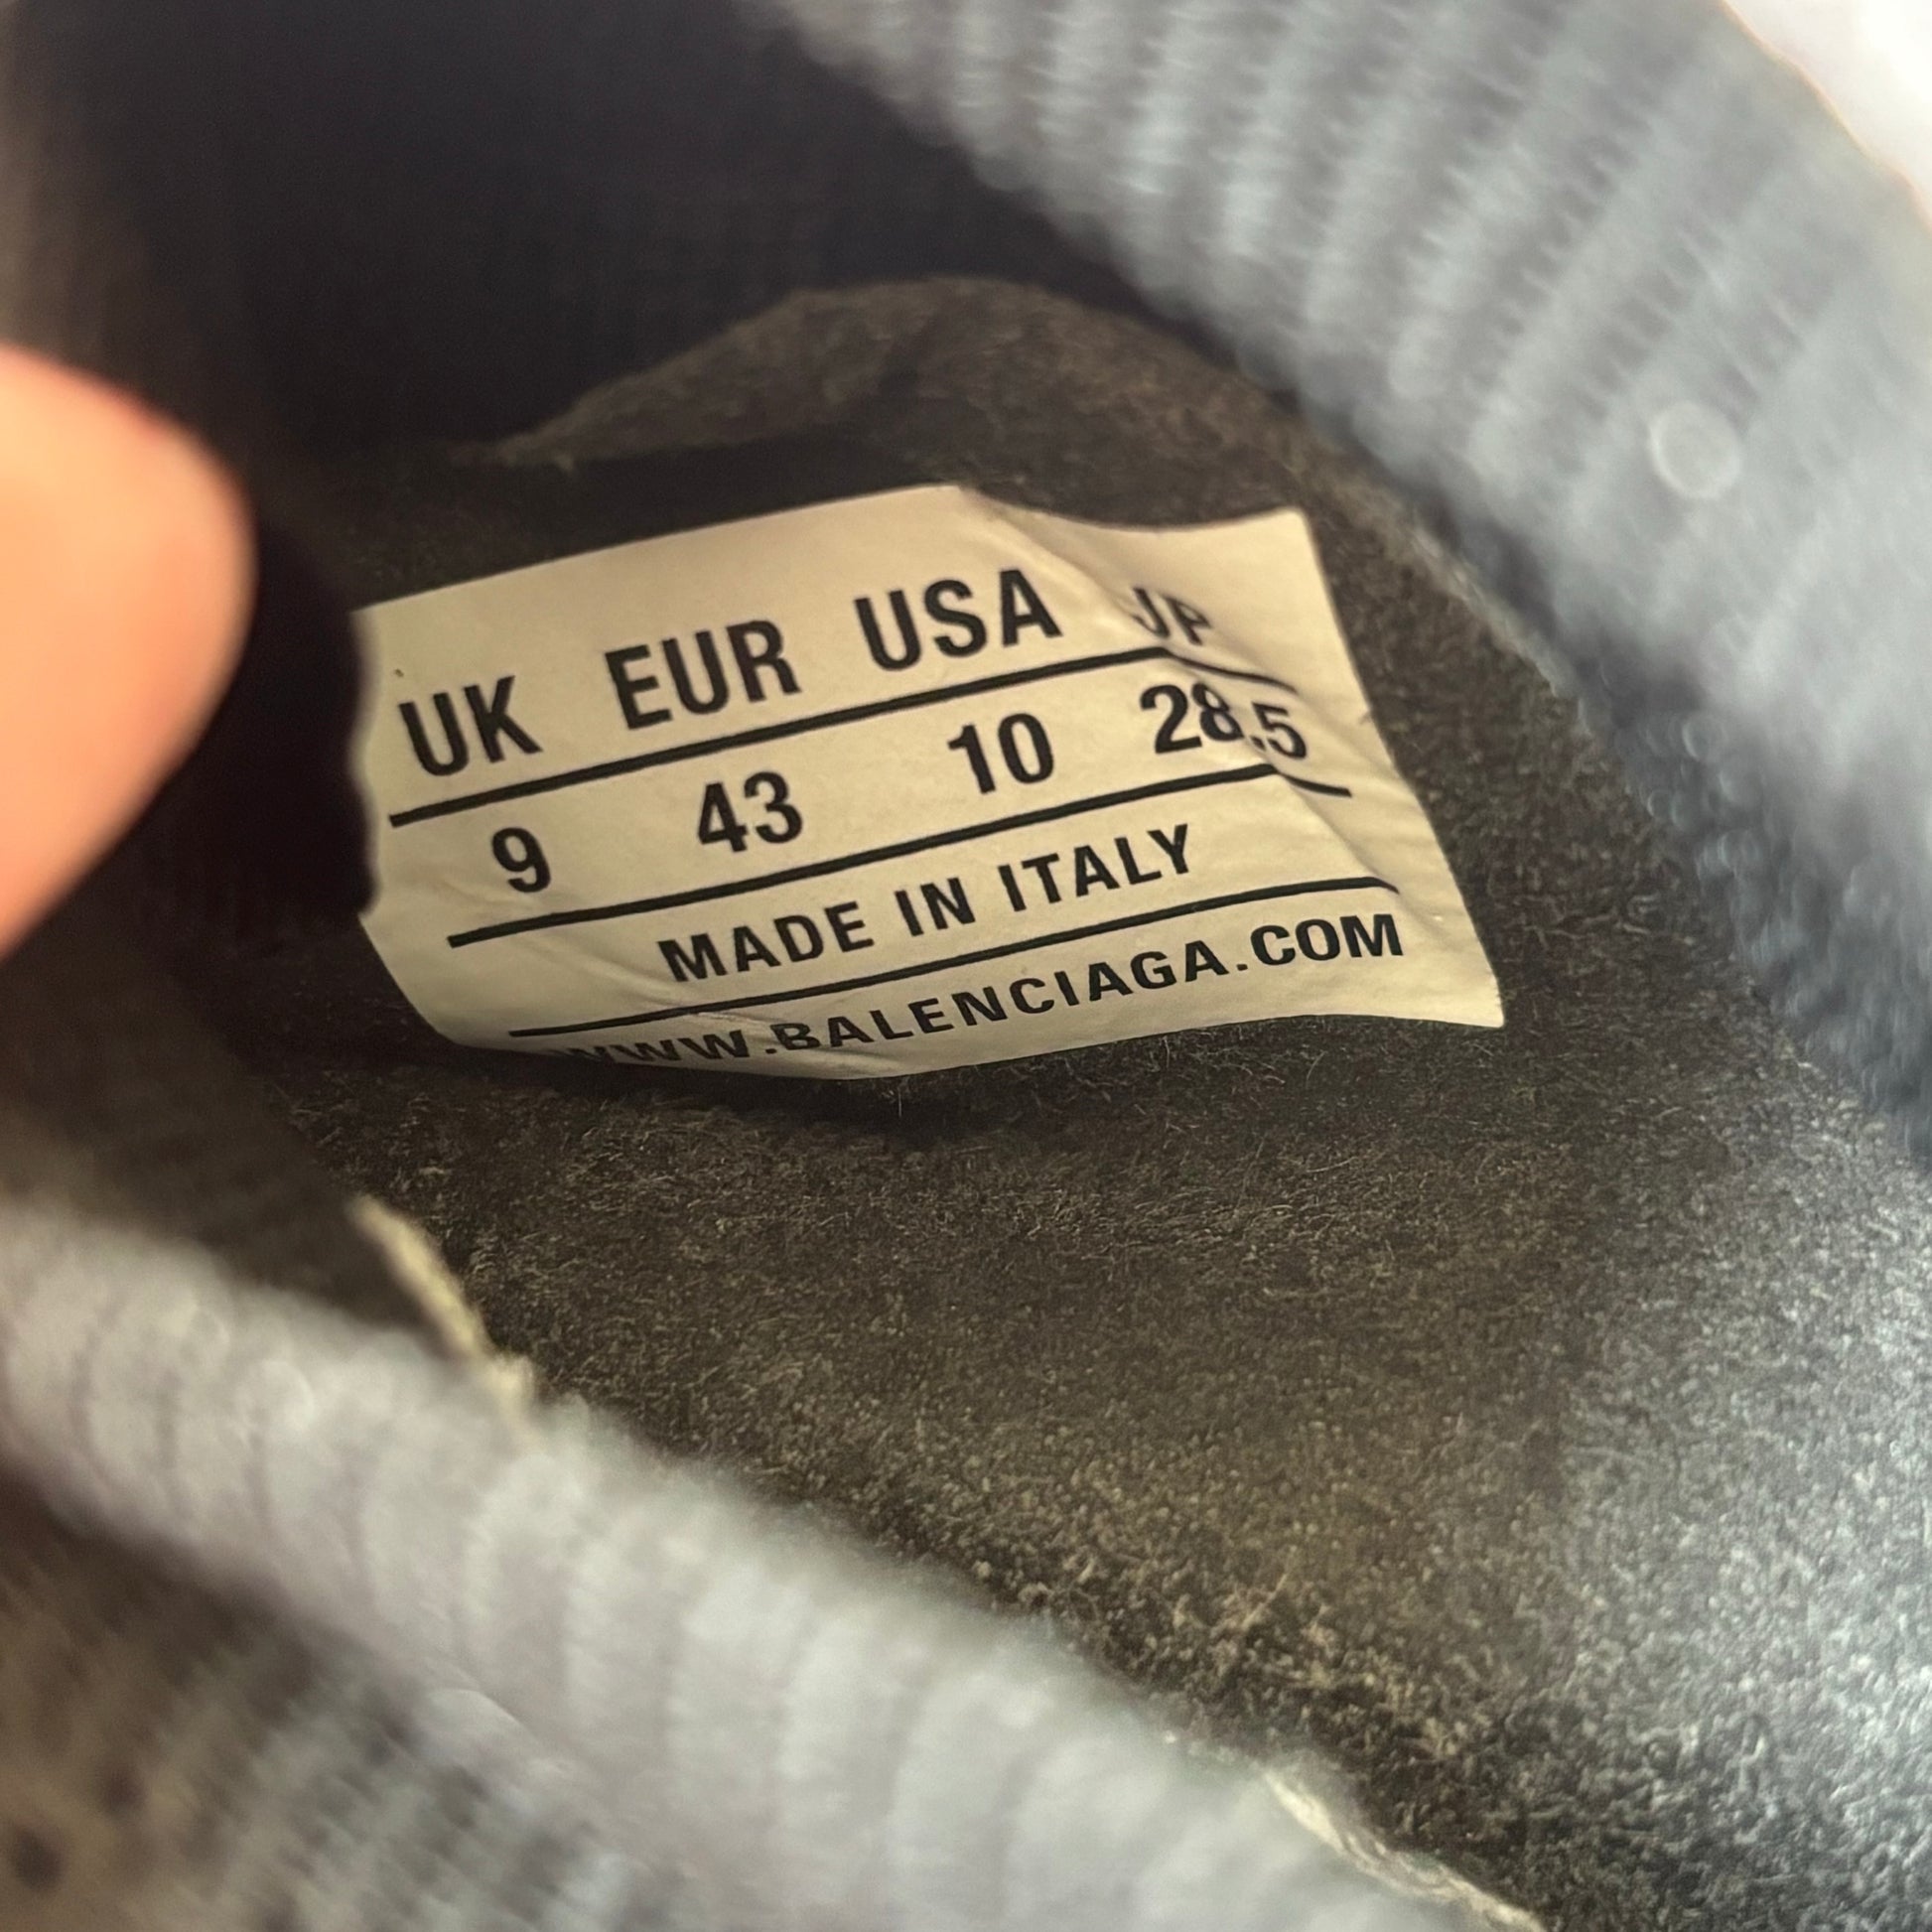 UK EUR USA JP
9 43 10 28.5
MADE IN ITALY
WWW.BALENCIAGA.COM